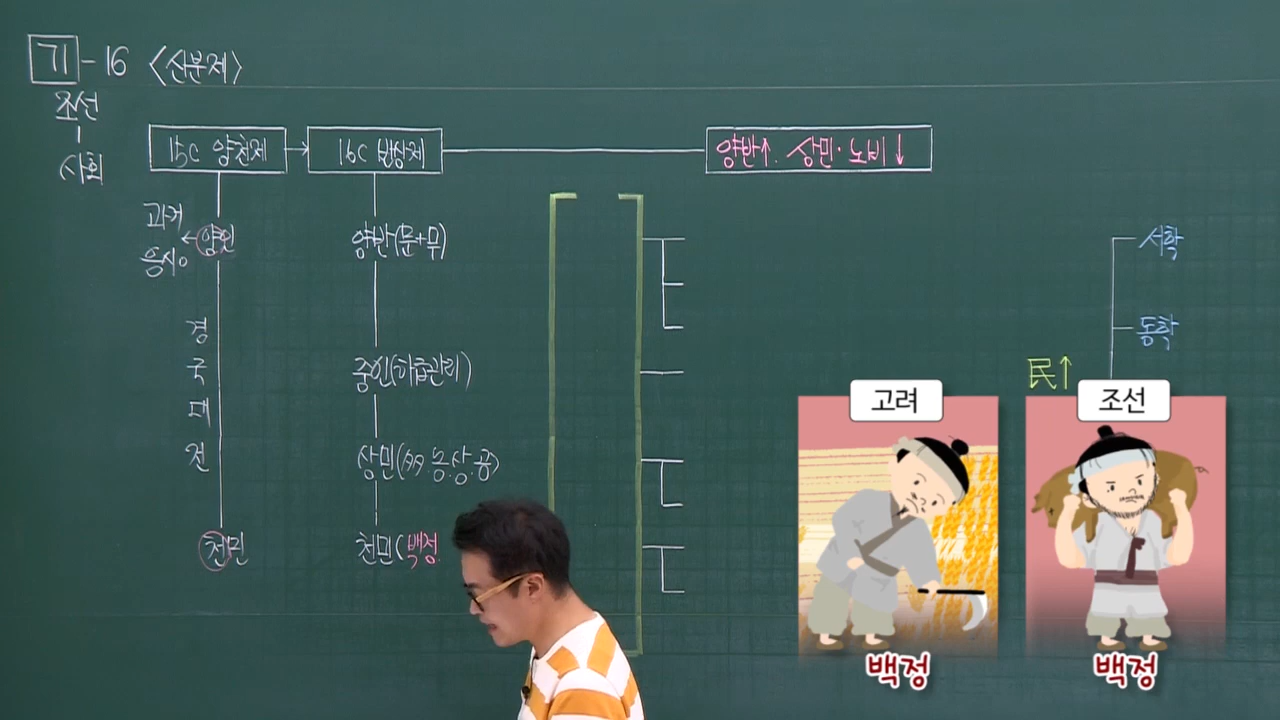 기-16 <신분제>
조선
사회
15C 양천제 → 16C 반상제
양반↑. 상민·노비↓
과거
응시○
← 양인
경
국
대
전
천민
양반(문+무)
중인(하급관리)
상민( 농.상.공)
천민(백정
서학
동학
民↑
고려
백정
조선
백정